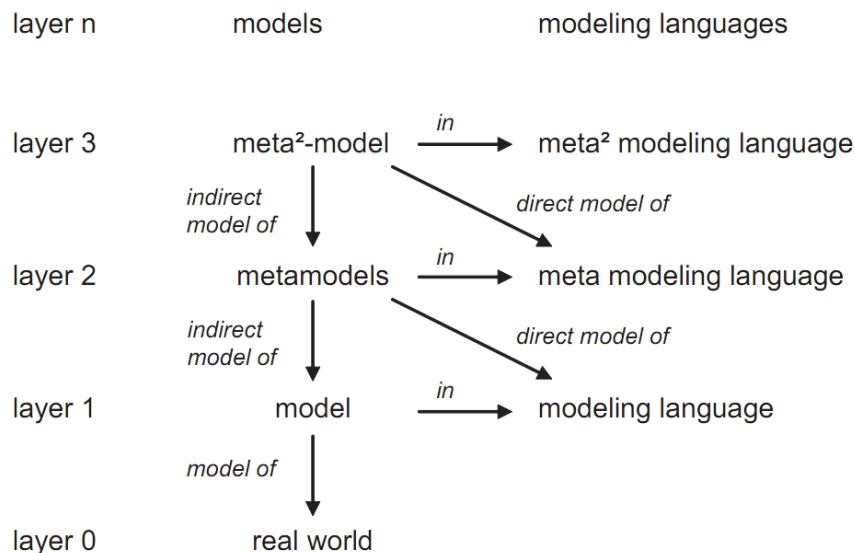 layer n models modeling languages
in
layer 3 meta²-model meta² modeling language
indirect
model of
direct model of
in
layer 2 metamodels meta modeling language
indirect
model of
direct model of
in
layer 1 model modeling language
model of
layer 0 real world